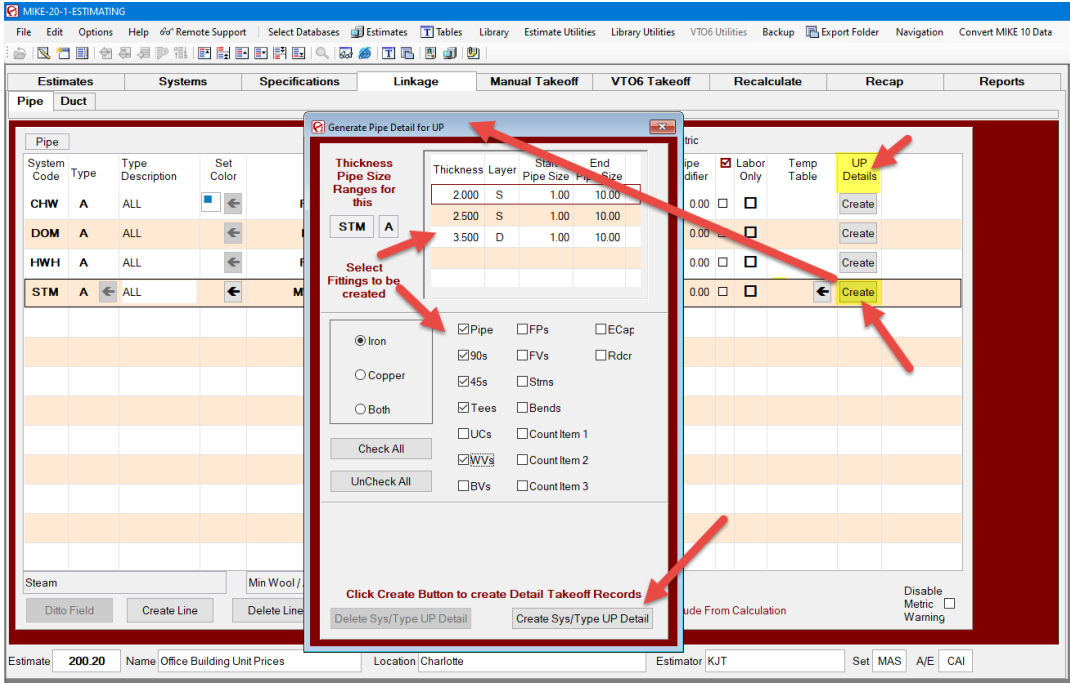 MIKE-20-1-ESTIMATING
File Edit Options Help Remote Support Select Databases Estimates Tables Library Estimate Utilities Library Utilities VTO6 Utilities Backup Export Folder Navigation Convert MIKE 10 Data
Estimates Systems Specifications Linkage Manual Takeoff VTO6 Takeoff Recalculate Recap Reports
Pipe Duct
Pipe
System Code Type Type Description Set Color
CHW A ALL
DOM A ALL
HWH A ALL
STM A ALL
Generate Pipe Detail for UP
Thickness
Pipe Size
Ranges for
this
STM A
Thickness Layer Pipe Size End
2.000 S 1.00 10.00
2.500 S 1.00 10.00
3.500 D 1.00 10.00
Select
Fittings to be
created
Iron
Copper
Both
Check All
UnCheck All
Pipe FPs ECap
90s FVs Rdcr
45s Strns
Tees Bends
UCs Count Item 1
WVs Count Item 2
BVs Count Item 3
Click Create Button to create Detail Takeoff Records
Delete Sys/Type UP Detail Create Sys/Type UP Detail
Labor Only Temp Table UP Details
0.00 Create
0.00 Create
0.00 Create
0.00 Create
Steam Min Wool /
Ditto Field Create Line Delete Line
From Calculation
Disable
Metric
Warning
Estimate 200.20 Name Office Building Unit Prices Location Charlotte Estimator KJT Set MAS A/E CAI